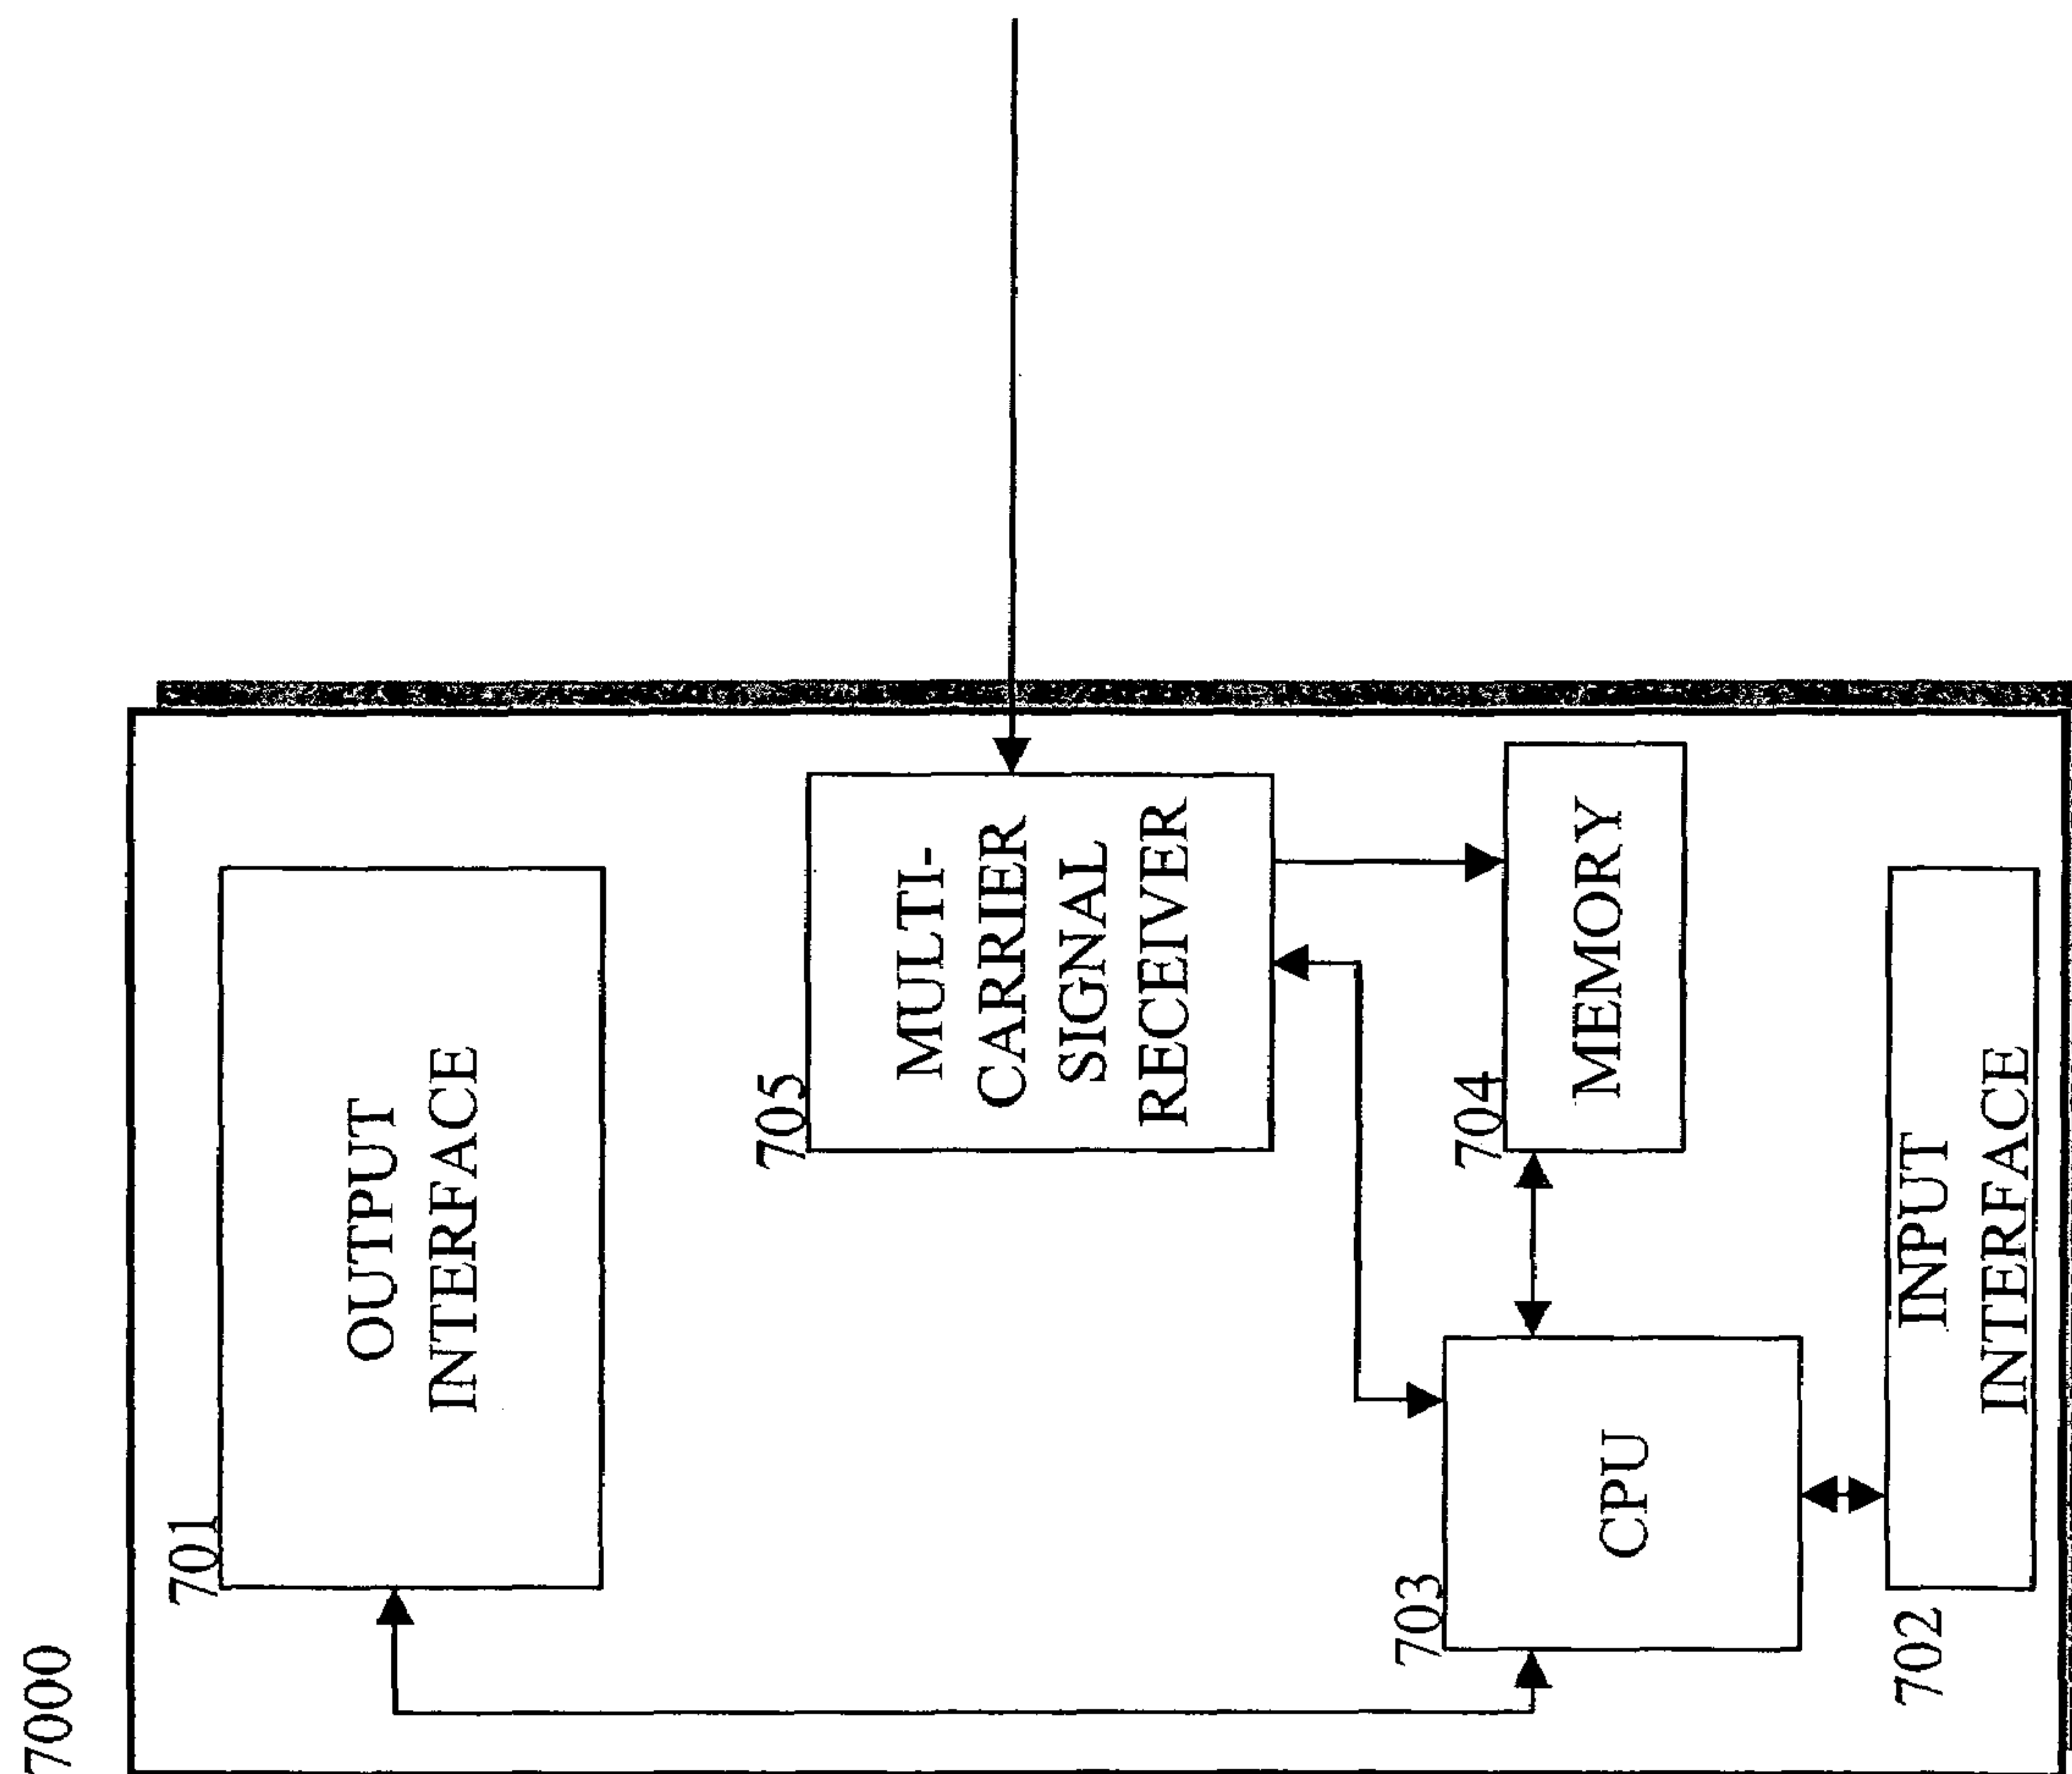 7000
701
OUTPUT
INTERFACE
705
MULTI-
CARRIER
SIGNAL
RECEIVER
703
CPU
704
MEMORY
702
INPUT
INTERFACE